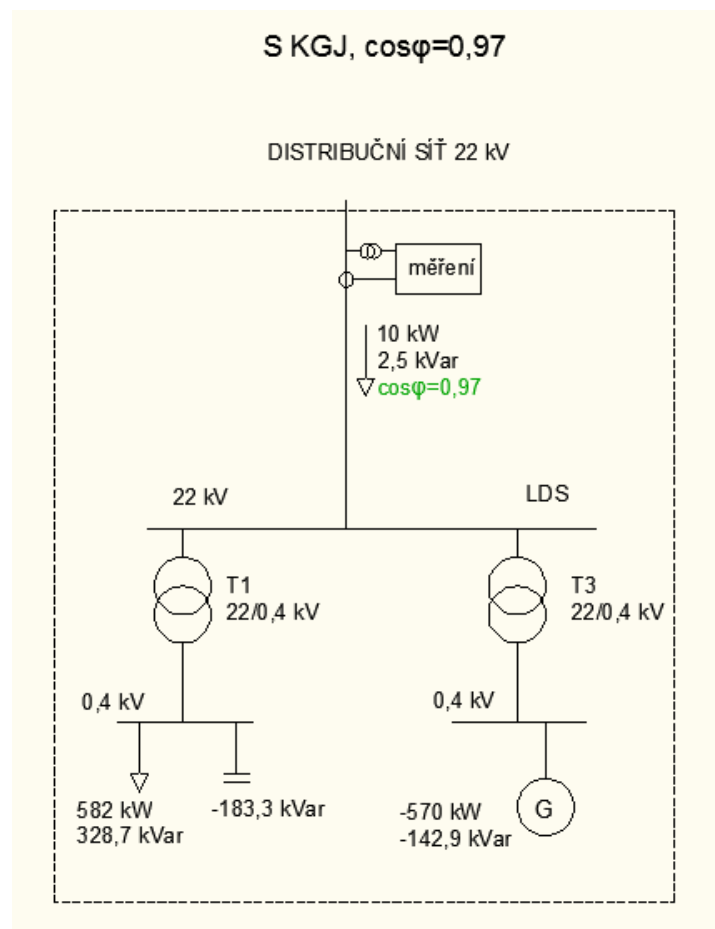 S KGJ, cosφ=0,97
DISTRIBUČNÍ SÍŤ 22 kV
měření
10 kW
2,5 kVar
cosφ=0,97
22 kV
LDS
T1
22/0,4 kV
T3
22/0,4 kV
0,4 kV
0,4 kV
582 kW
328,7 kVar
-183,3 kVar
-570 kW
-142,9 kVar
G